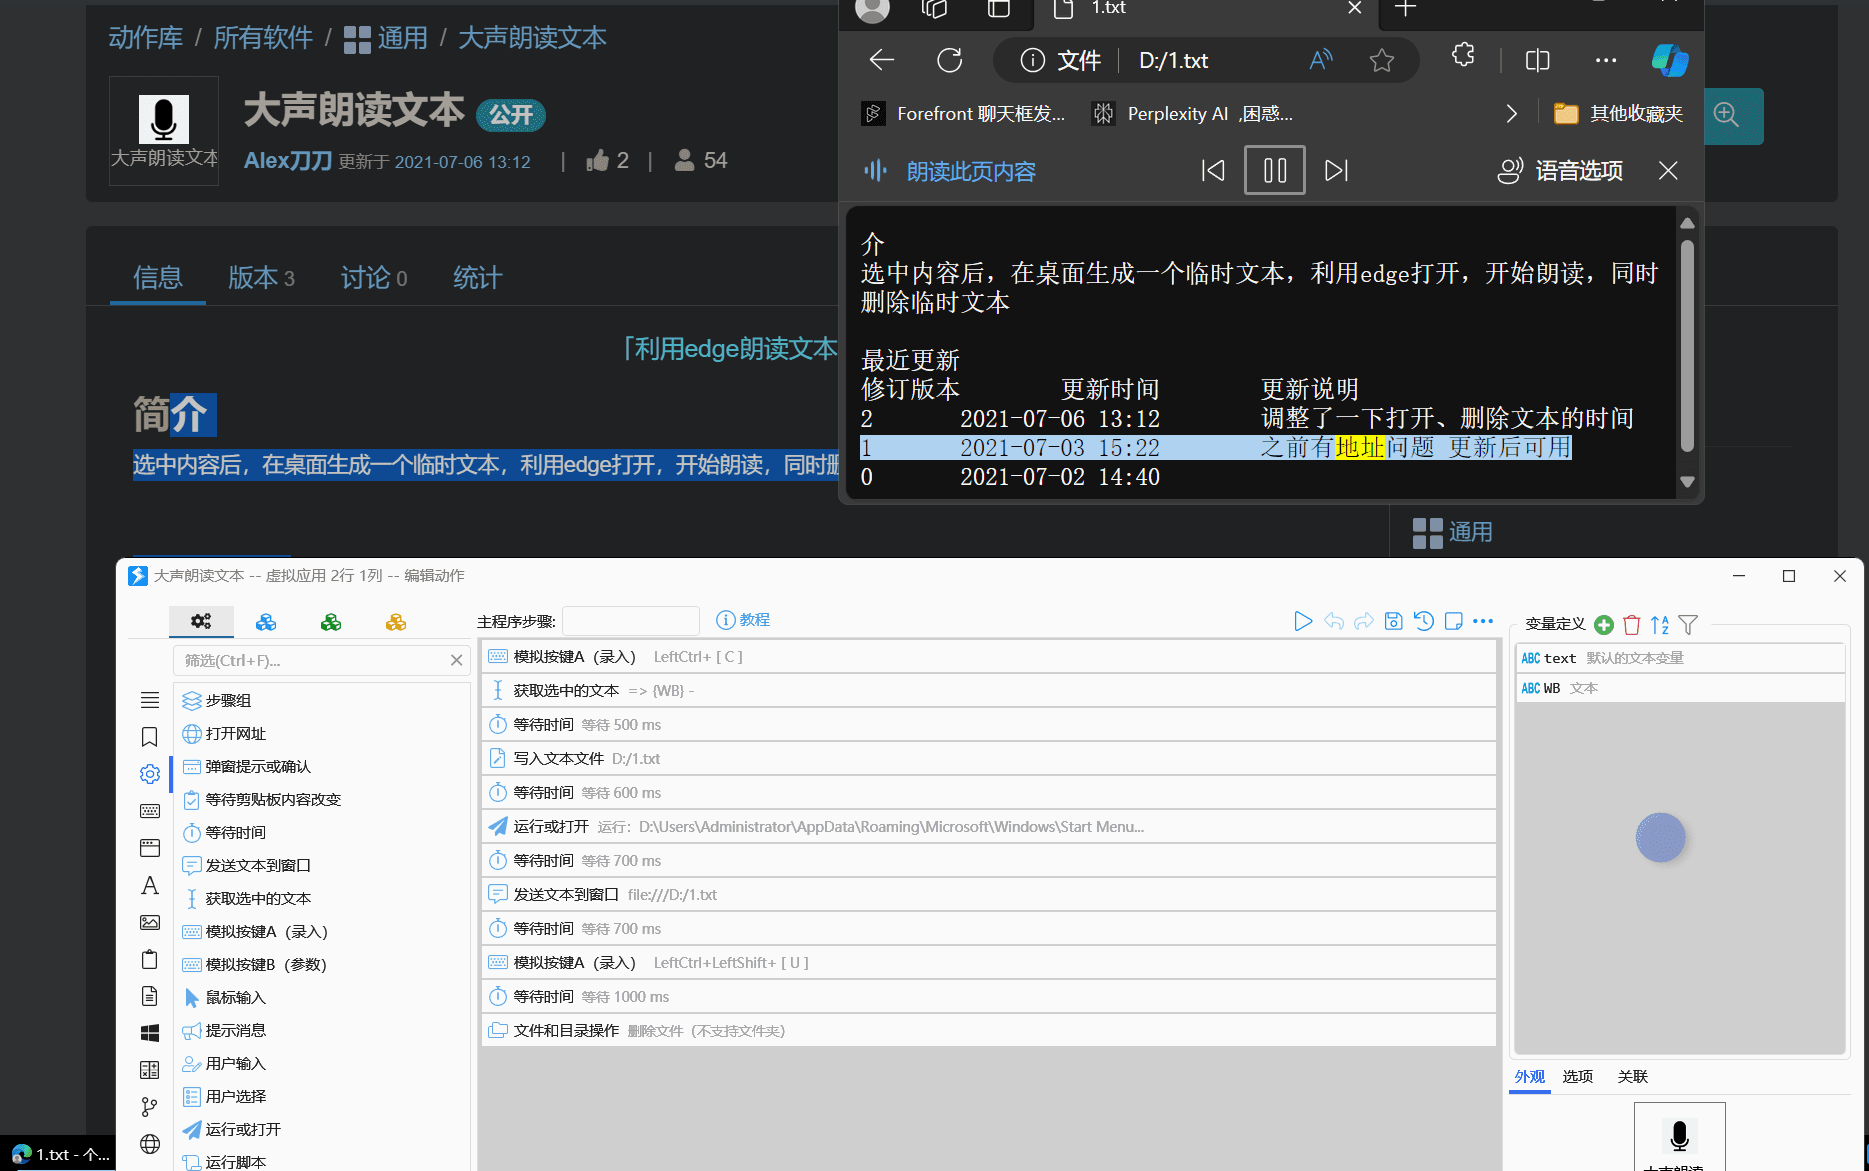 动作库 / 所有软件 / 通用 / 大声朗读文本
大声朗读文本
大声朗读文本 公开
Alex刀刀 更新于 2021-07-06 13:12 | 2 | 54
信息 版本 3 讨论 0 统计
「利用edge朗读文本
简介
选中内容后，在桌面生成一个临时文本，利用edge打开，开始朗读，同时
通用
1.txt
文件 D:/1.txt
Forefront 聊天框发... Perplexity AI ,困惑... 其他收藏夹
朗读此页内容 语音选项
介
选中内容后，在桌面生成一个临时文本，利用edge打开，开始朗读，同时
删除临时文本
最近更新
修订版本 更新时间 更新说明
2 2021-07-06 13:12 调整了一下打开、删除文本的时间
1 2021-07-03 15:22 之前有地址问题 更新后可用
0 2021-07-02 14:40
大声朗读文本 -- 虚拟应用 2行 1列 -- 编辑动作
主程序步骤: 教程
筛选(Ctrl+F)...
步骤组
打开网址
弹窗提示或确认
等待剪贴板内容改变
等待时间
发送文本到窗口
获取选中的文本
模拟按键A（录入）
模拟按键B（参数）
鼠标输入
提示消息
用户输入
用户选择
运行或打开
运行脚本
模拟按键A（录入） LeftCtrl+ [ C ]
获取选中的文本 => {WB} -
等待时间 等待 500 ms
写入文本文件 D:/1.txt
等待时间 等待 600 ms
运行或打开 运行：D:\Users\Administrator\AppData\Roaming\Microsoft\Windows\Start Menu...
等待时间 等待 700 ms
发送文本到窗口 file:///D:/1.txt
等待时间 等待 700 ms
模拟按键A（录入） LeftCtrl+LeftShift+ [ U ]
等待时间 等待 1000 ms
文件和目录操作 删除文件（不支持文件夹）
变量定义
ABC text 默认的文本变量
ABC WB 文本
外观 选项 关联
大声朗读
1.txt - 个...